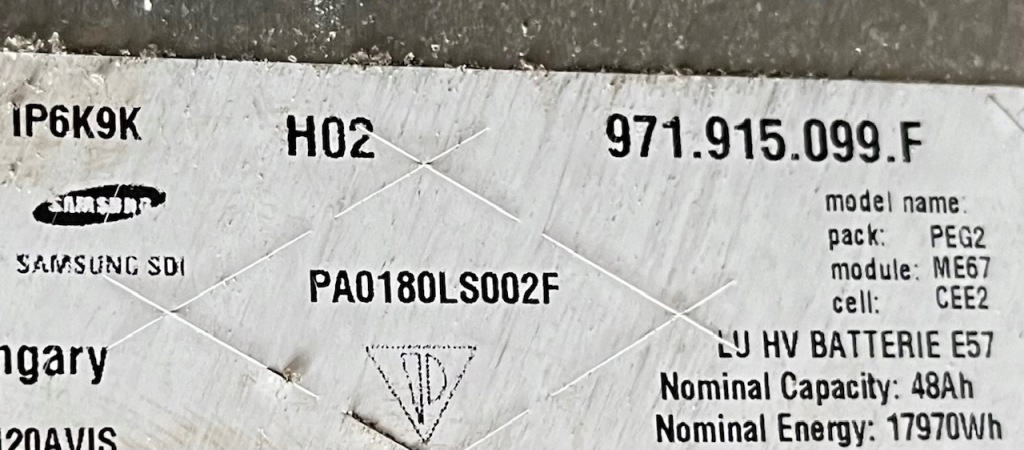 IP6K9K H02 971.915.099.F
SAMSUNG
SAMSUNG SDI
model name:
pack: PEG2
module: ME67
cell: CEE2
PA0180LS002F
LU HV BATTERIE E57
ngary
Nominal Capacity: 48Ah
Nominal Energy: 17970Wh